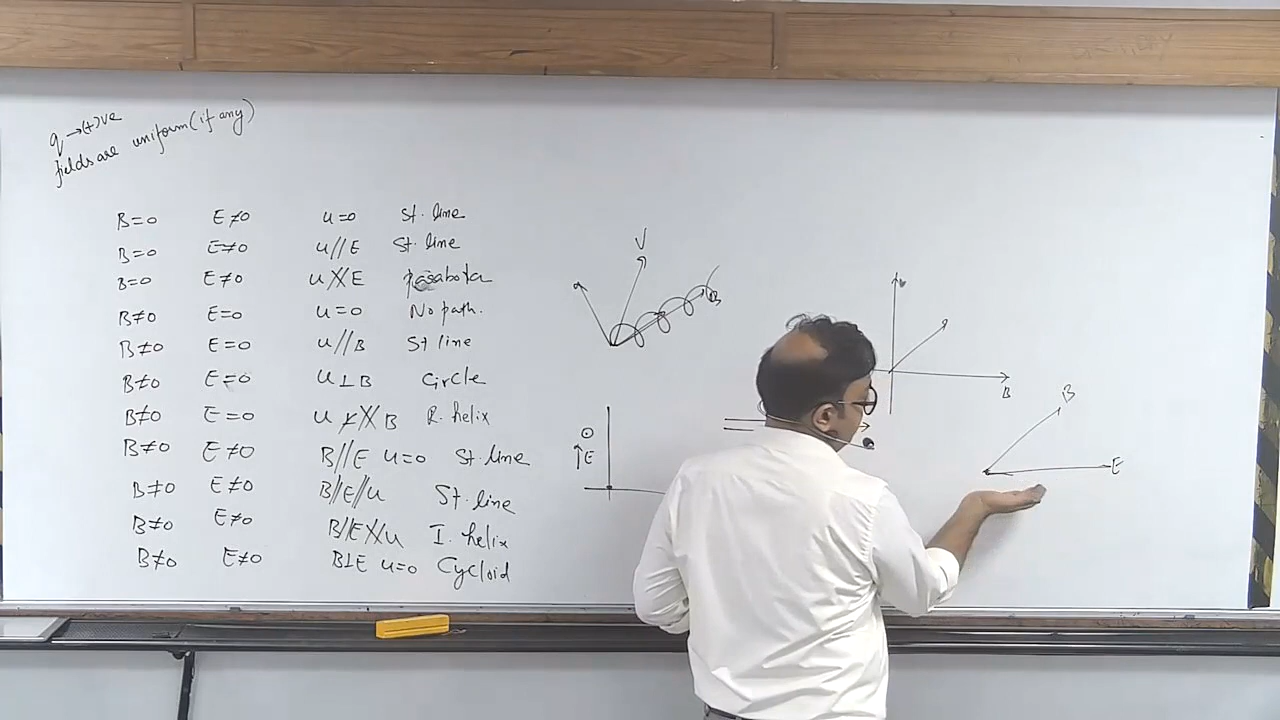 q → (+)ve
fields are uniform (if any)
B=0 E≠0 u=0 St. line
B=0 E≠0 u//E St. line
B=0 E≠0 u∦E parabola
B≠0 E=0 u=0 No path.
B≠0 E=0 u//B St line
B≠0 E=0 u⊥B Circle
B≠0 E=0 u ⊥̸ ∦ B R. helix
B≠0 E≠0 B//E u=0 St. line
B≠0 E≠0 B//E//u St. line
B≠0 E≠0 B//E∦u I. helix
B≠0 E≠0 B⊥E u=0 Cycloid
V
B
E
B
B
E